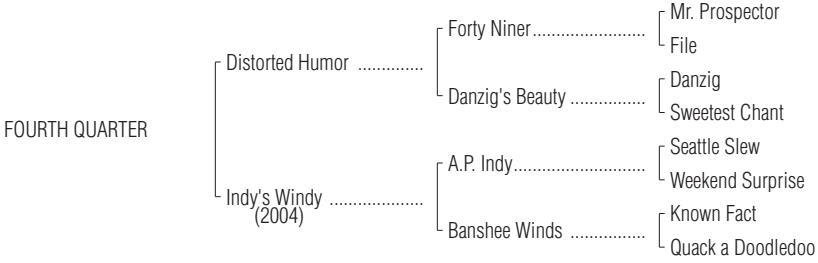 Mr. Prospector
Forty Niner........................
File
Distorted Humor ..............
Danzig
Danzig's Beauty ................
Sweetest Chant
FOURTH QUARTER
Seattle Slew
A.P. Indy............................
Weekend Surprise
Indy's Windy ....................
(2004)
Known Fact
Banshee Winds ................
Quack a Doodledoo